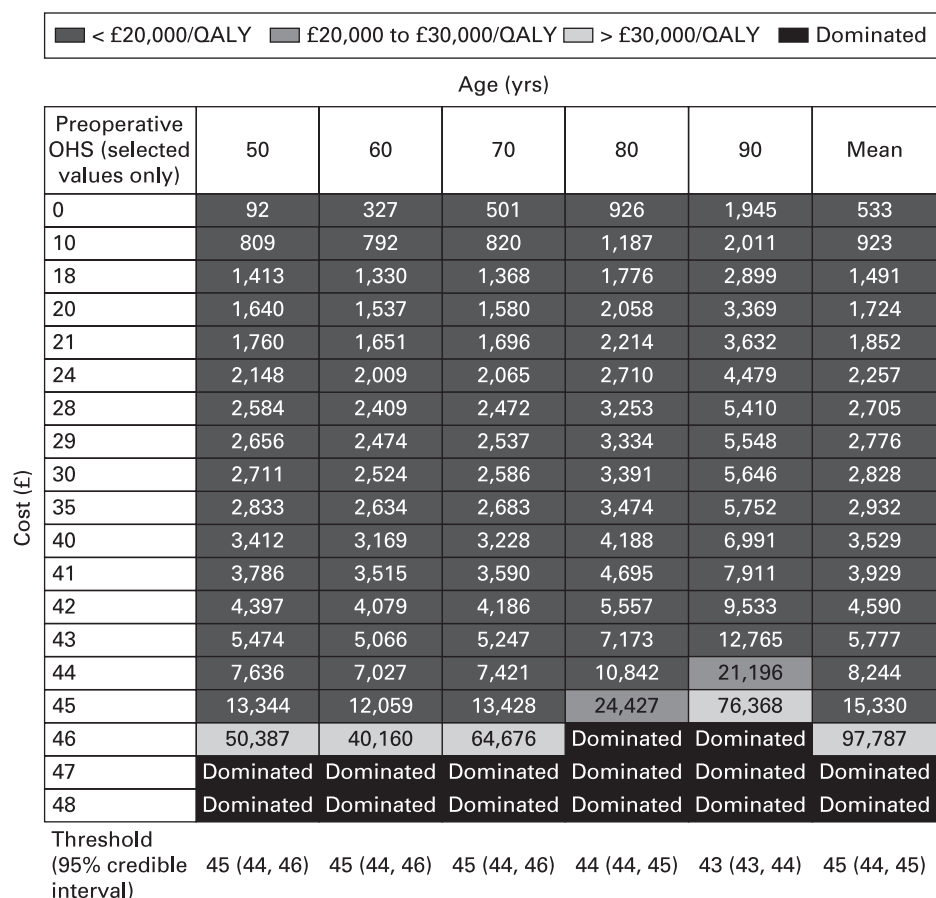 < £20,000/QALY £20,000 to £30,000/QALY > £30,000/QALY Dominated
Age (yrs)
Preoperative
OHS (selected
values only) 50 60 70 80 90 Mean
0 92 327 501 926 1,945 533
10 809 792 820 1,187 2,011 923
18 1,413 1,330 1,368 1,776 2,899 1,491
20 1,640 1,537 1,580 2,058 3,369 1,724
21 1,760 1,651 1,696 2,214 3,632 1,852
24 2,148 2,009 2,065 2,710 4,479 2,257
28 2,584 2,409 2,472 3,253 5,410 2,705
29 2,656 2,474 2,537 3,334 5,548 2,776
30 2,711 2,524 2,586 3,391 5,646 2,828
35 2,833 2,634 2,683 3,474 5,752 2,932
40 3,412 3,169 3,228 4,188 6,991 3,529
41 3,786 3,515 3,590 4,695 7,911 3,929
42 4,397 4,079 4,186 5,557 9,533 4,590
43 5,474 5,066 5,247 7,173 12,765 5,777
44 7,636 7,027 7,421 10,842 21,196 8,244
45 13,344 12,059 13,428 24,427 76,368 15,330
46 50,387 40,160 64,676 Dominated Dominated 97,787
47 Dominated Dominated Dominated Dominated Dominated Dominated
48 Dominated Dominated Dominated Dominated Dominated Dominated
Cost (£)
Threshold
(95% credible 45 (44, 46) 45 (44, 46) 45 (44, 46) 44 (44, 45) 43 (43, 44) 45 (44, 45)
interval)